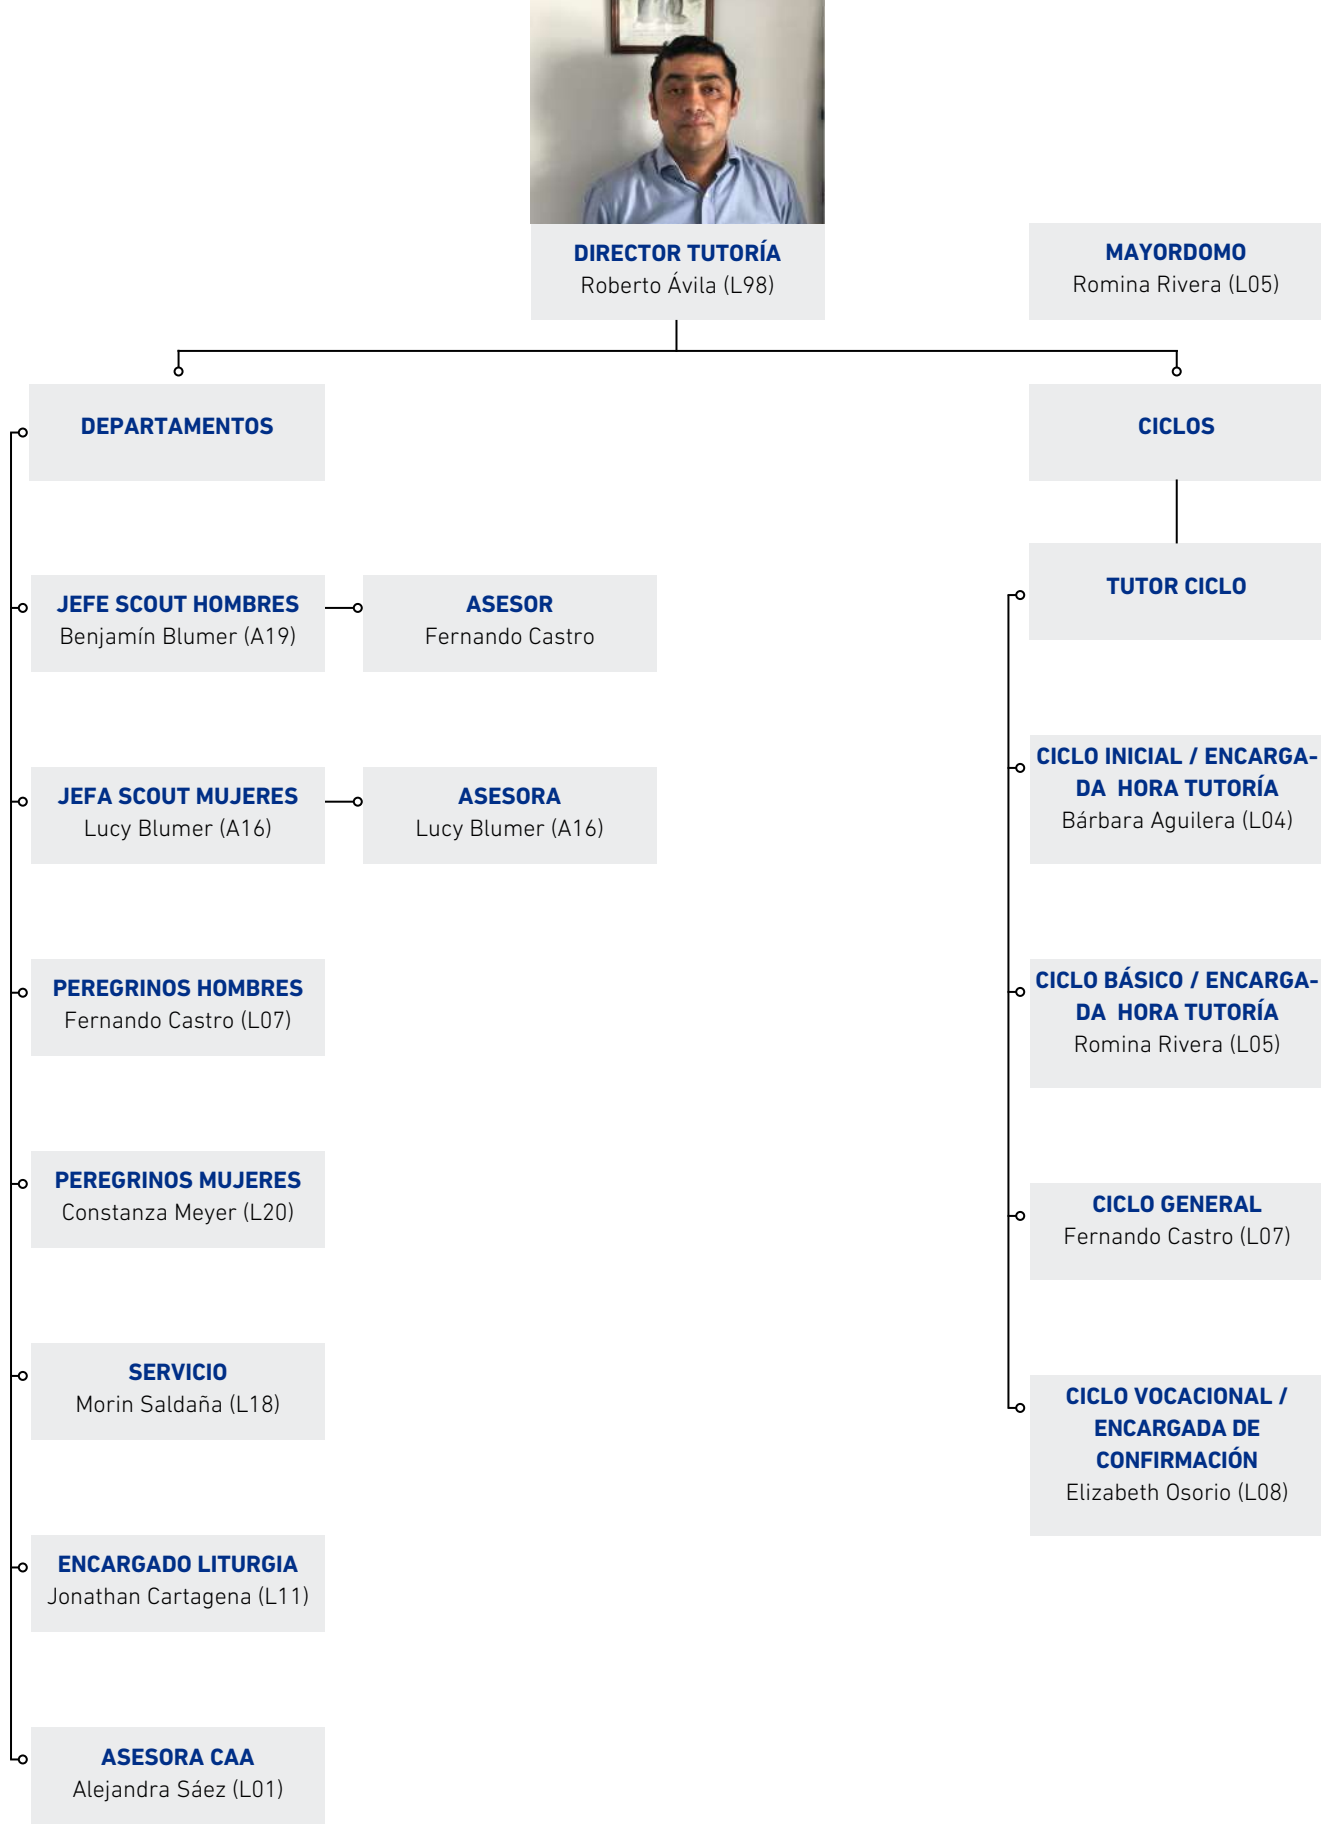 DIRECTOR TUTORÍA
Roberto Ávila (L98)
MAYORDOMO
Romina Rivera (L05)
DEPARTAMENTOS
CICLOS
TUTOR CICLO
JEFE SCOUT HOMBRES
Benjamín Blumer (A19)
ASESOR
Fernando Castro
JEFA SCOUT MUJERES
Lucy Blumer (A16)
ASESORA
Lucy Blumer (A16)
PEREGRINOS HOMBRES
Fernando Castro (L07)
PEREGRINOS MUJERES
Constanza Meyer (L20)
SERVICIO
Morin Saldaña (L18)
ENCARGADO LITURGIA
Jonathan Cartagena (L11)
ASESORA CAA
Alejandra Sáez (L01)
CICLO INICIAL / ENCARGA-
DA HORA TUTORÍA
Bárbara Aguilera (L04)
CICLO BÁSICO / ENCARGA-
DA HORA TUTORÍA
Romina Rivera (L05)
CICLO GENERAL
Fernando Castro (L07)
CICLO VOCACIONAL /
ENCARGADA DE
CONFIRMACIÓN
Elizabeth Osorio (L08)